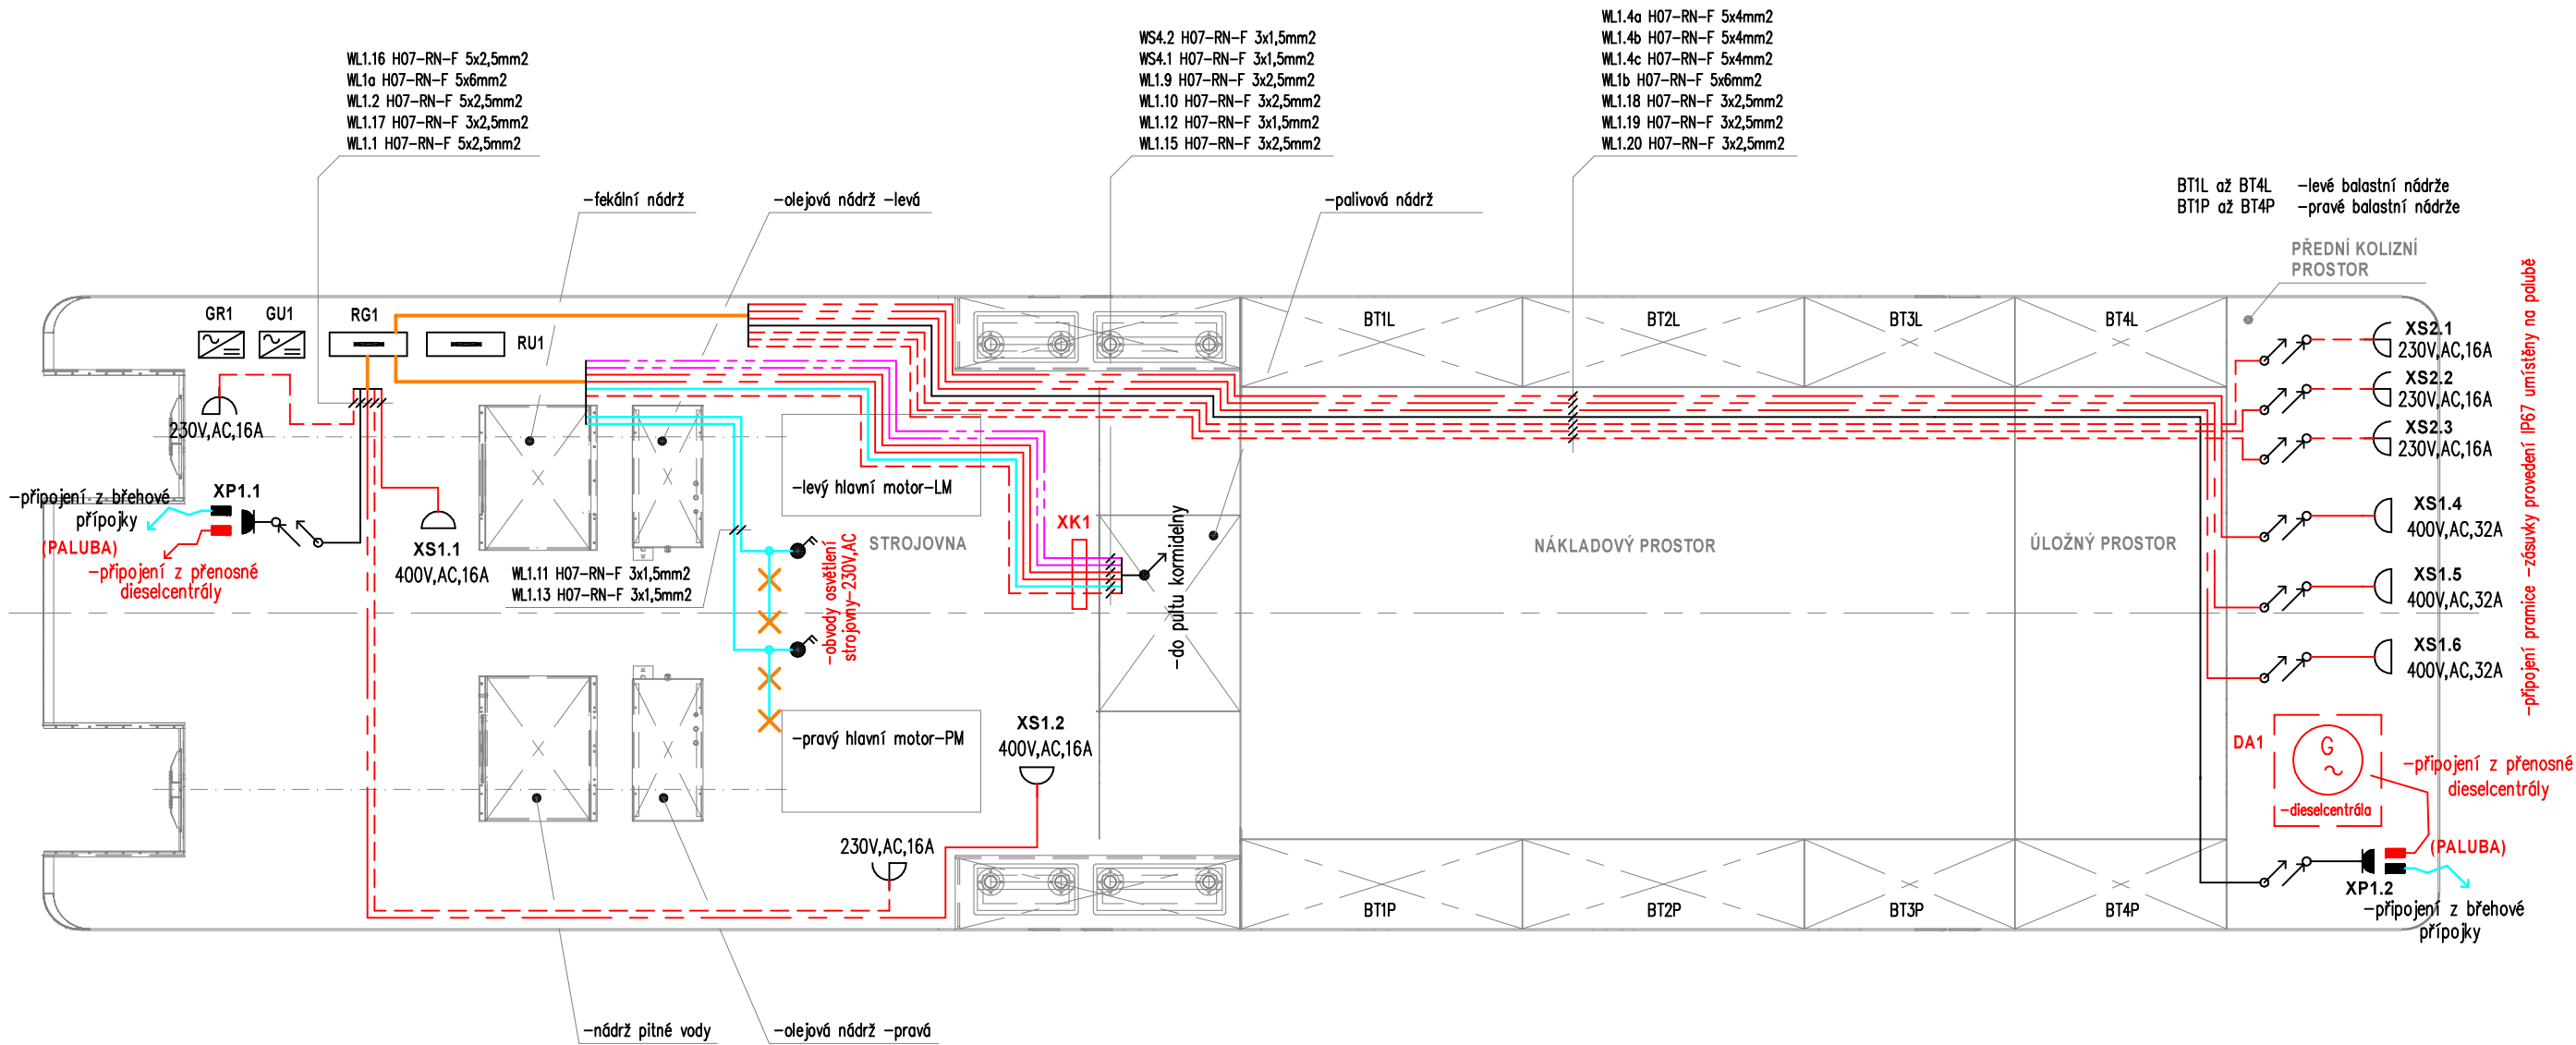 WL1.16 H07-RN-F 5x2,5mm2
WL1a H07-RN-F 5x6mm2
WL1.2 H07-RN-F 5x2,5mm2
WL1.17 H07-RN-F 3x2,5mm2
WL1.1 H07-RN-F 5x2,5mm2
WS4.2 H07-RN-F 3x1,5mm2
WS4.1 H07-RN-F 3x1,5mm2
WL1.9 H07-RN-F 3x2,5mm2
WL1.10 H07-RN-F 3x2,5mm2
WL1.12 H07-RN-F 3x1,5mm2
WL1.15 H07-RN-F 3x2,5mm2
WL1.4a H07-RN-F 5x4mm2
WL1.4b H07-RN-F 5x4mm2
WL1.4c H07-RN-F 5x4mm2
WL1b H07-RN-F 5x6mm2
WL1.18 H07-RN-F 3x2,5mm2
WL1.19 H07-RN-F 3x2,5mm2
WL1.20 H07-RN-F 3x2,5mm2
-fekální nádrž
-olejová nádrž -levá
-palivová nádrž
BT1L až BT4L -levé balastní nádrže
BT1P až BT4P -pravé balastní nádrže
PŘEDNÍ KOLIZNÍ
PROSTOR
GR1
GU1
RG1
RU1
BT1L
BT2L
BT3L
BT4L
XS2.1
230V,AC,16A
XS2.2
230V,AC,16A
XS2.3
230V,AC,16A
-připojení pramice -zásuvky provedení IP67 umístěny na palubě
230V,AC,16A
-připojení z břehové
přípojky
XP1.1
(PALUBA)
-připojení z přenosné
dieselcentrály
XS1.1
400V,AC,16A
WL1.11 H07-RN-F 3x1,5mm2
WL1.13 H07-RN-F 3x1,5mm2
-levý hlavní motor-LM
STROJOVNA
-obvody osvětlení
strojovny-230V,AC
XK1
-do pultu kormidelny
NÁKLADOVÝ PROSTOR
ÚLOŽNÝ PROSTOR
XS1.4
400V,AC,32A
XS1.5
400V,AC,32A
XS1.6
400V,AC,32A
-pravý hlavní motor-PM
XS1.2
400V,AC,16A
230V,AC,16A
DA1
G
-dieselcentrála
-připojení z přenosné
dieselcentrály
(PALUBA)
XP1.2
-připojení z břehové
přípojky
BT1P
BT2P
BT3P
BT4P
-nádrž pitné vody
-olejová nádrž -pravá